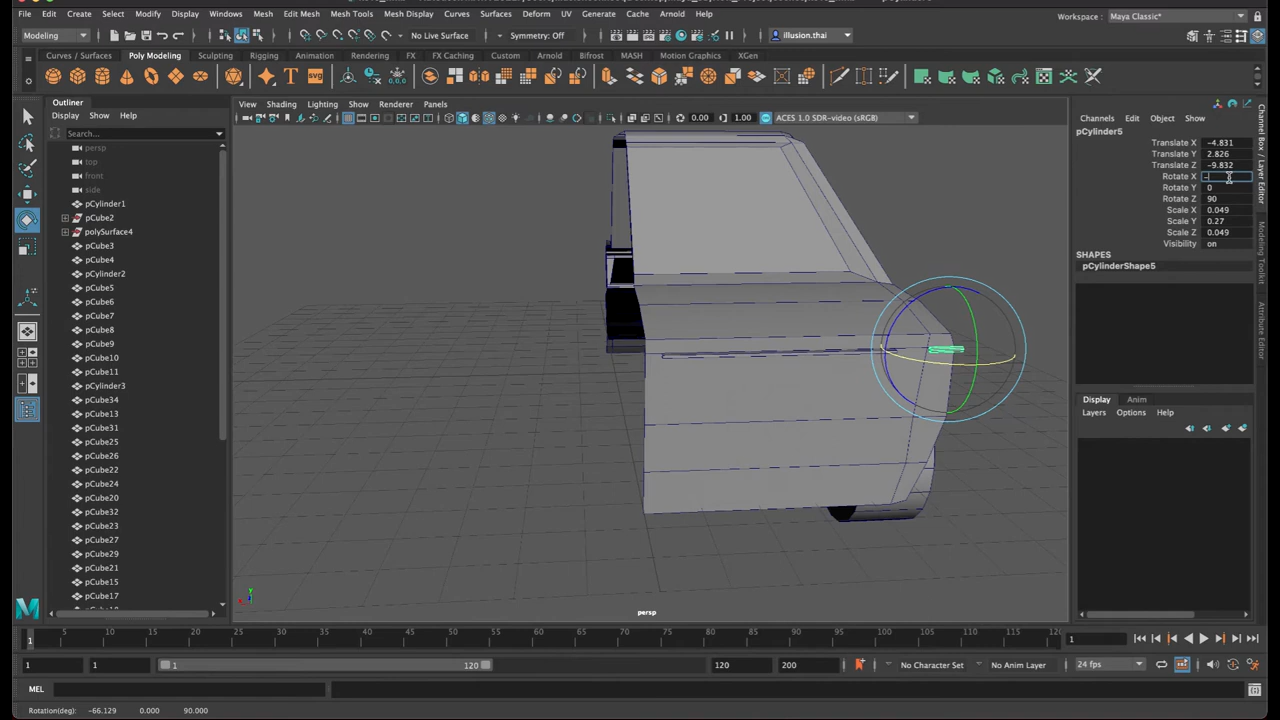 File Edit Create Select Modify Display Windows Mesh Edit Mesh Mesh Tools Mesh Display Curves Surfaces Deform UV Generate Cache Arnold Help
Workspace : Maya Classic*
Modeling
No Live Surface
Symmetry: Off
illusion.thai
Curves / Surfaces Poly Modeling Sculpting Rigging Animation Rendering FX FX Caching Custom Arnold Bifrost MASH Motion Graphics XGen
Outliner
Display Show Help
Search...
persp
top
front
side
pCylinder1
pCube2
polySurface4
pCube3
pCube4
pCylinder2
pCube5
pCube6
pCube7
pCube8
pCube9
pCube10
pCube11
pCylinder3
pCube34
pCube13
pCube31
pCube25
pCube26
pCube22
pCube24
pCube20
pCube32
pCube23
pCube27
pCube29
pCube21
pCube15
pCube17
View Shading Lighting Show Renderer Panels
0.00 1.00 ACES 1.0 SDR-video (sRGB)
persp
Channels Edit Object Show
pCylinder5
Translate X -4.831
Translate Y 2.826
Translate Z -9.832
Rotate X -
Rotate Y 0
Rotate Z 90
Scale X 0.049
Scale Y 0.27
Scale Z 0.049
Visibility on
SHAPES
pCylinderShape5
Display Anim
Layers Options Help
Channel Box / Layer Editor
Modeling Toolkit
Attribute Editor
1 5 10 15 20 25 30 35 40 45 50 55 60 65 70 75 80 85 90 95 100 105 110 115 120
1
1 1 1 120 120 200 No Character Set No Anim Layer 24 fps
MEL
Rotation(deg): -66.129 0.000 90.000